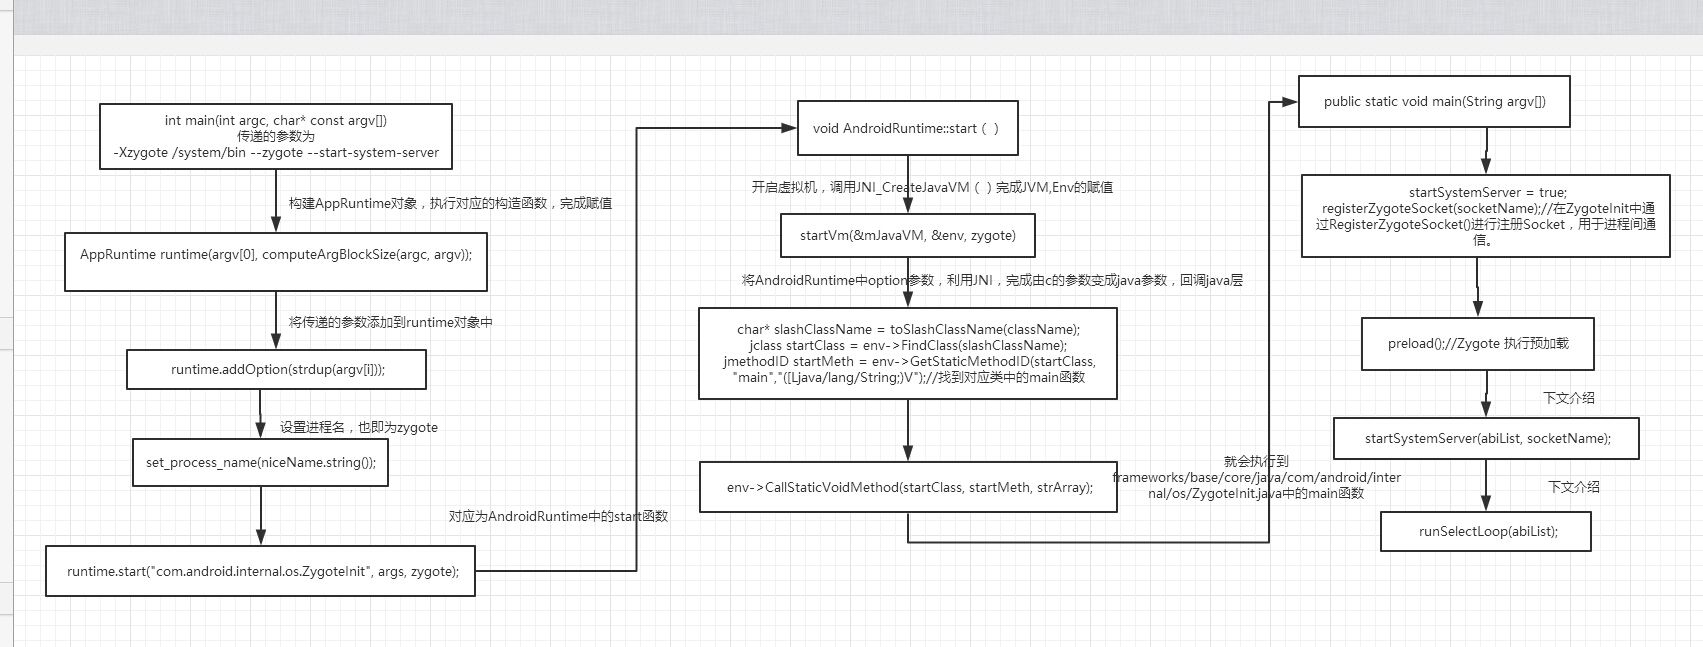 int main(int argc, char* const argv[])
传递的参数为
-Xzygote /system/bin --zygote --start-system-server
构建AppRuntime对象，执行对应的构造函数，完成赋值
AppRuntime runtime(argv[0], computeArgBlockSize(argc, argv));
将传递的参数添加到runtime对象中
runtime.addOption(strdup(argv[i]));
设置进程名，也即为zygote
set_process_name(niceName.string());
对应为AndroidRuntime中的start函数
runtime.start("com.android.internal.os.ZygoteInit", args, zygote);
void AndroidRuntime::start（ ）
开启虚拟机，调用JNI_CreateJavaVM（ ）完成JVM,Env的赋值
startVm(&mJavaVM, &env, zygote)
将AndroidRuntime中option参数，利用JNI，完成由c的参数变成java参数，回调java层
char* slashClassName = toSlashClassName(className);
jclass startClass = env->FindClass(slashClassName);
jmethodID startMeth = env->GetStaticMethodID(startClass,
"main","([Ljava/lang/String;)V");//找到对应类中的main函数
env->CallStaticVoidMethod(startClass, startMeth, strArray);
就会执行到
frameworks/base/core/java/com/android/inter
nal/os/ZygoteInit.java中的main函数
public static void main(String argv[])
startSystemServer = true;
registerZygoteSocket(socketName);//在ZygoteInit中通
过RegisterZygoteSocket()进行注册Socket，用于进程间通
信。
preload();//Zygote 执行预加载
下文介绍
startSystemServer(abiList, socketName);
下文介绍
runSelectLoop(abiList);